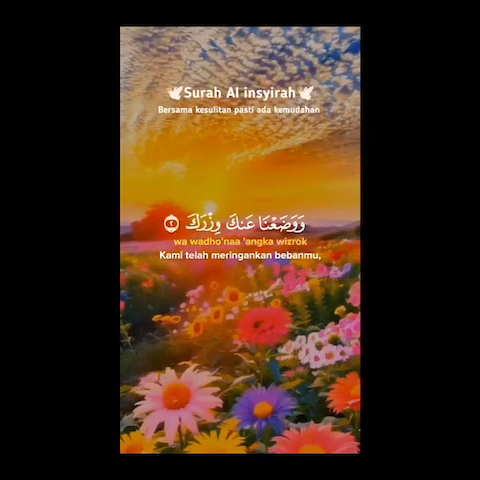 🕊Surah Al insyirah🕊
Bersama kesulitan pasti ada kemudahan
وَوَضَعْنَا عَنكَ وِزْرَكَ ٢
wa wadho'naa 'angka wizrok
Kami telah meringankan bebanmu,